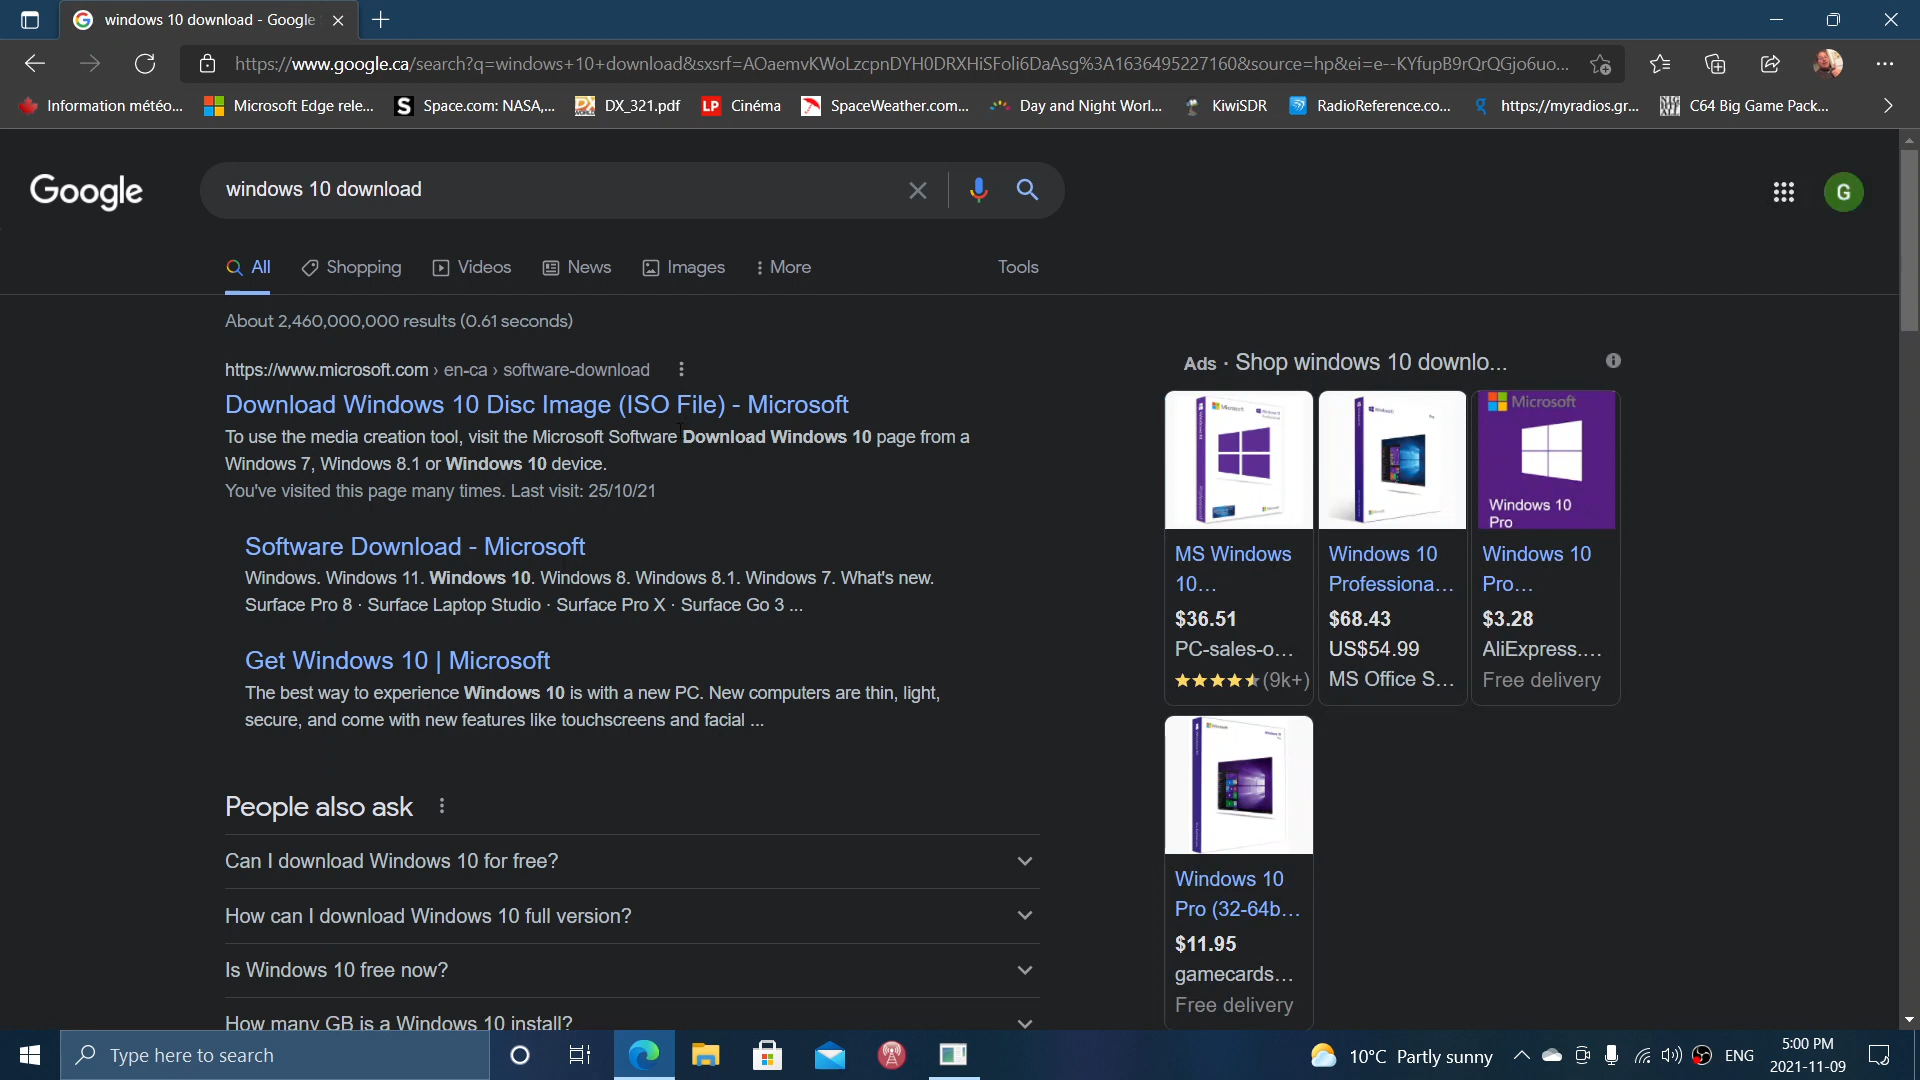 windows 10 download - Google
https://www.google.ca/search?q=windows+10+download&sxsrf=AOaemvKWoLzcpnDYH0DRXHiSFoli6DaAsg%3A1636495227160&source=hp&ei=e--KYfupB9rQrQGjo6uo...
Information météo... Microsoft Edge rele... Space.com: NASA,... DX_321.pdf LP Cinéma SpaceWeather.com... Day and Night Worl... KiwiSDR RadioReference.co... https://myradios.gr... C64 Big Game Pack...
Google
windows 10 download
G
All Shopping Videos News Images More Tools
About 2,460,000,000 results (0.61 seconds)
https://www.microsoft.com › en-ca › software-download
Download Windows 10 Disc Image (ISO File) - Microsoft
To use the media creation tool, visit the Microsoft Software Download Windows 10 page from a
Windows 7, Windows 8.1 or Windows 10 device.
You've visited this page many times. Last visit: 25/10/21
Software Download - Microsoft
Windows. Windows 11. Windows 10. Windows 8. Windows 8.1. Windows 7. What's new.
Surface Pro 8 · Surface Laptop Studio · Surface Pro X · Surface Go 3 ...
Get Windows 10 | Microsoft
The best way to experience Windows 10 is with a new PC. New computers are thin, light,
secure, and come with new features like touchscreens and facial ...
People also ask
Can I download Windows 10 for free?
How can I download Windows 10 full version?
Is Windows 10 free now?
How many GB is a Windows 10 install?
Ads · Shop windows 10 downlo...
MS Windows
10...
$36.51
PC-sales-o...
(9k+)
Windows 10
Professiona...
$68.43
US$54.99
MS Office S...
Microsoft
Windows 10
Pro
Windows 10
Pro...
$3.28
AliExpress....
Free delivery
Windows 10
Pro (32-64b...
$11.95
gamecards...
Free delivery
Type here to search
10°C Partly sunny
ENG
5:00 PM
2021-11-09